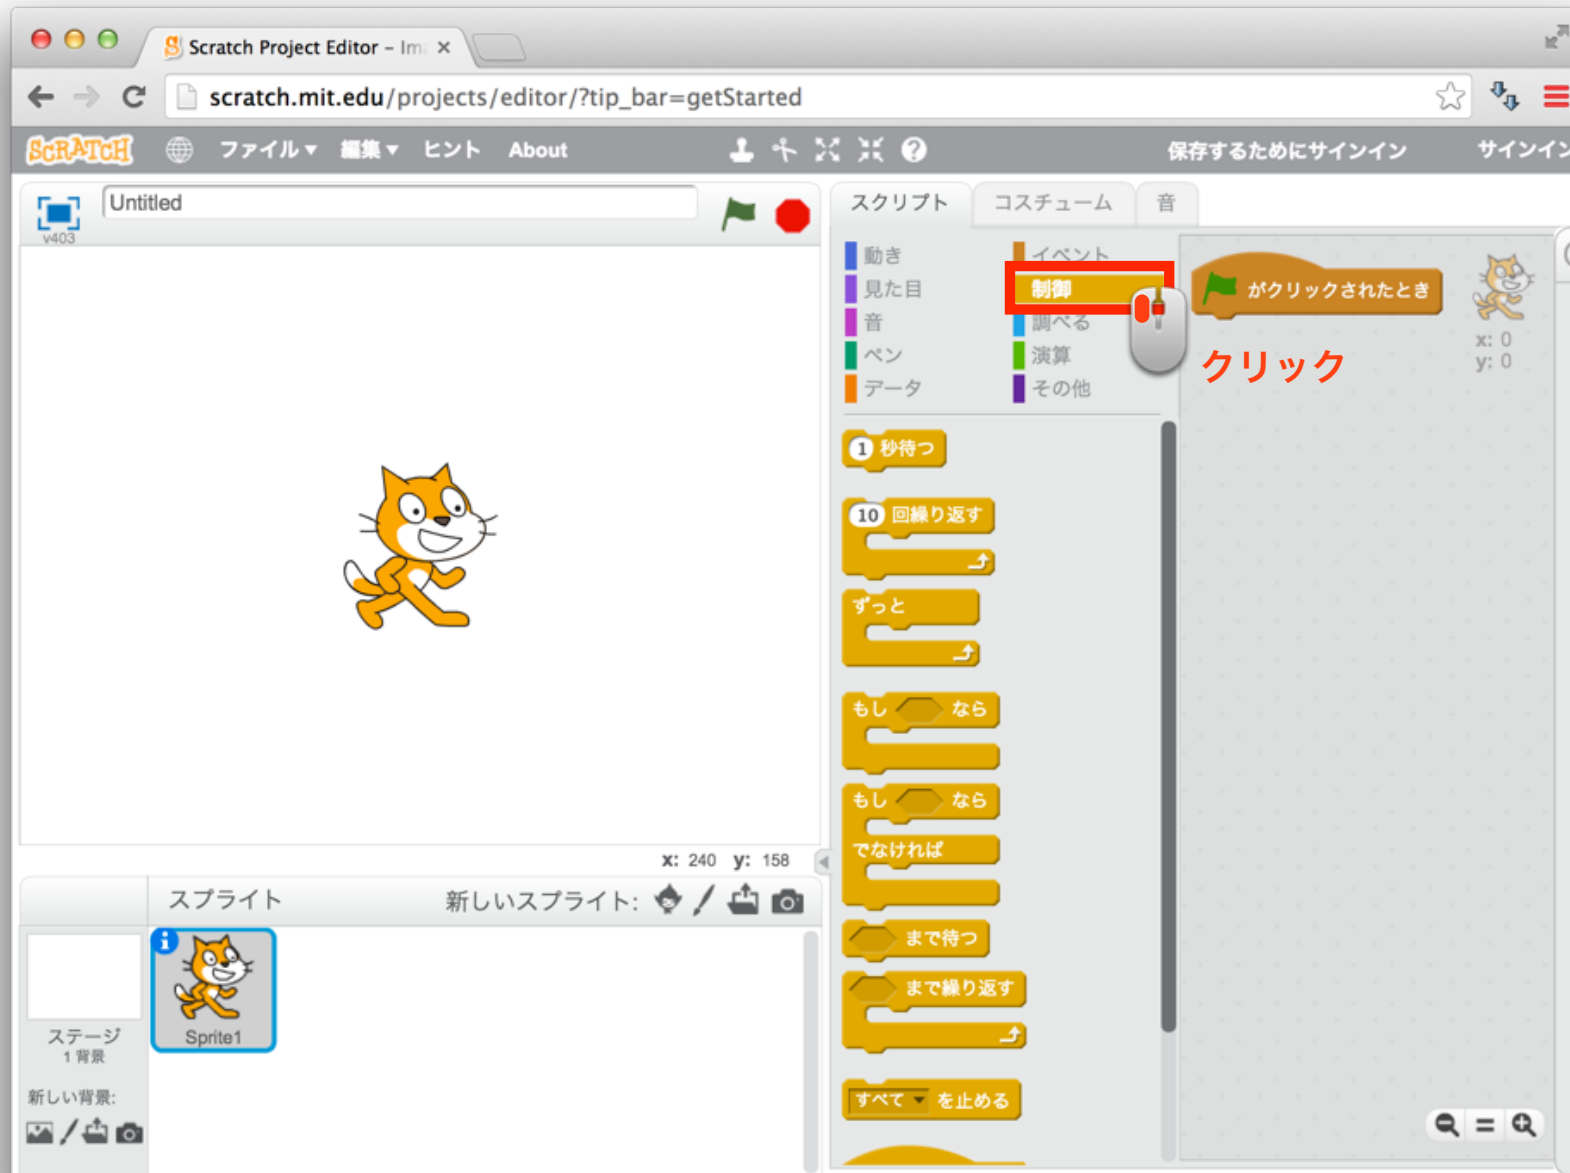 Scratch Project Editor – Im
scratch.mit.edu/projects/editor/?tip_bar=getStarted
SCRATCH ファイル 編集 ヒント About 保存するためにサインイン サインイン
Untitled
v403
スクリプト コスチューム 音
動き イベント
見た目 制御
音 調べる
ペン 演算
データ その他
がクリックされたとき
x: 0
y: 0
クリック
1 秒待つ
10 回繰り返す
ずっと
もし なら
もし なら
でなければ
まで待つ
まで繰り返す
すべて を止める
x: 240 y: 158
スプライト 新しいスプライト:
Sprite1
ステージ
1 背景
新しい背景: